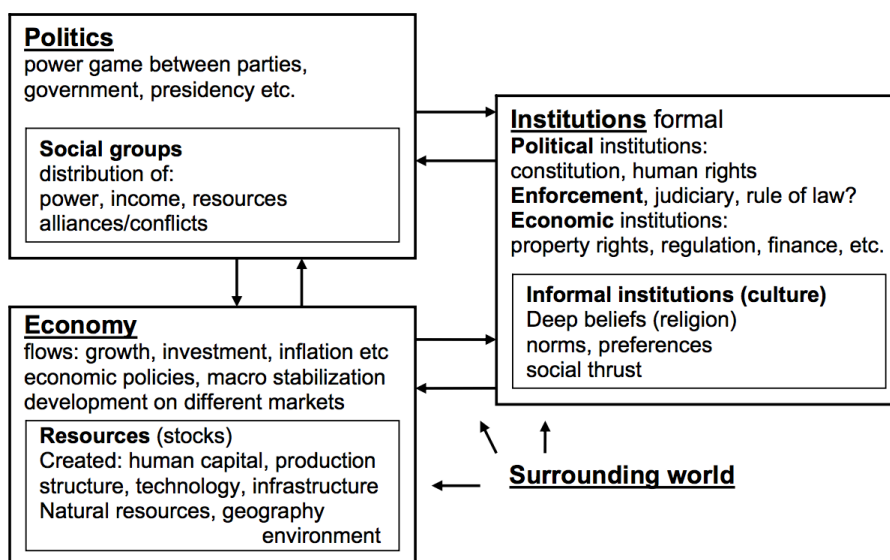 Politics
power game between parties,
government, presidency etc.
Social groups
distribution of:
power, income, resources
alliances/conflicts
Institutions formal
Political institutions:
constitution, human rights
Enforcement, judiciary, rule of law?
Economic institutions:
property rights, regulation, finance, etc.
Informal institutions (culture)
Deep beliefs (religion)
norms, preferences
social thrust
Economy
flows: growth, investment, inflation etc
economic policies, macro stabilization
development on different markets
Resources (stocks)
Created: human capital, production
structure, technology, infrastructure
Natural resources, geography
environment
Surrounding world